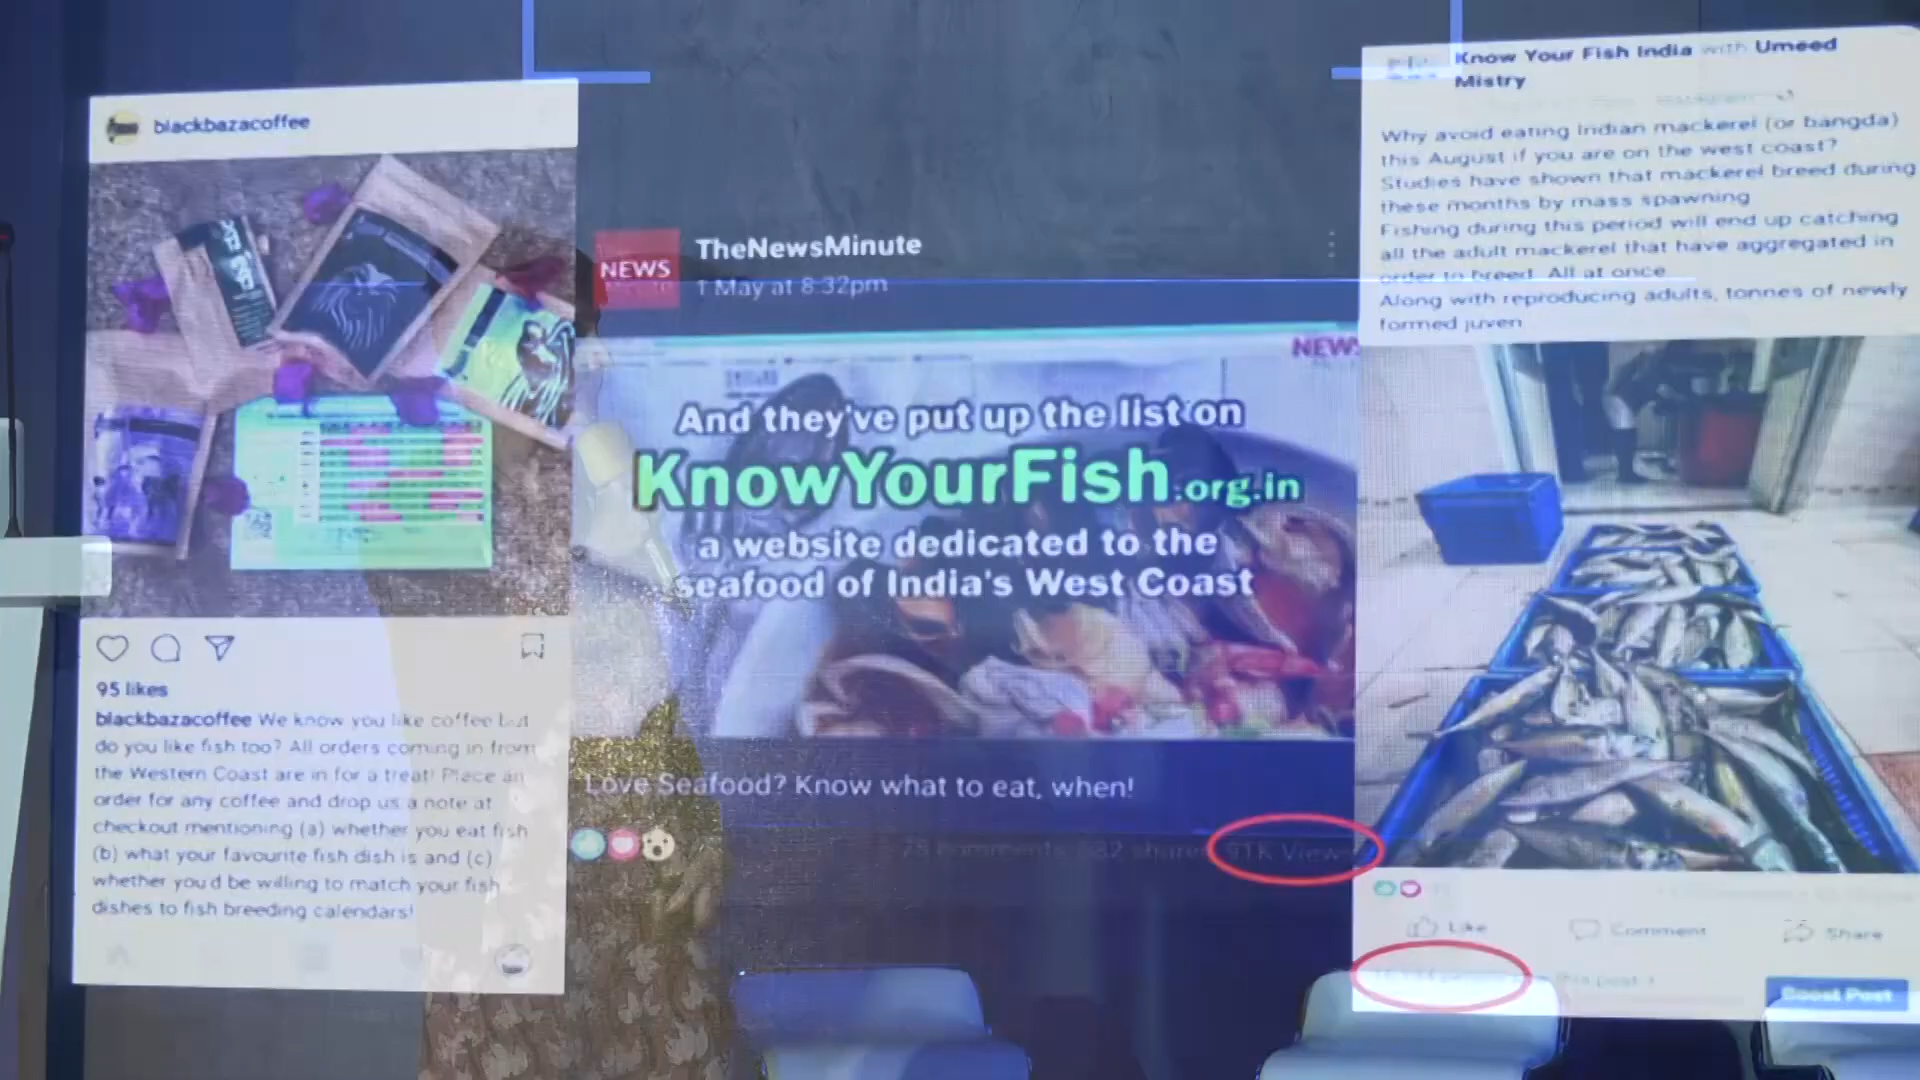 blackbazacoffee
95 likes
blackbazacoffee We know you like coffee but
do you like fish too? All orders coming in from
the Western Coast are in for a treat! Place an
order for any coffee and drop us a note at
checkout mentioning (a) whether you eat fish
(b) what your favourite fish dish is and (c)
whether you'd be willing to match your fish
dishes to fish breeding calendars!
NEWS
TheNewsMinute
1 May at 8:32pm
NEWS
And they've put up the list on
KnowYourFish.org.in
a website dedicated to the
seafood of India's West Coast
Love Seafood? Know what to eat, when!
91K Views
Know Your Fish India with Umeed
Mistry
Why avoid eating Indian mackerel (or bangda)
this August if you are on the west coast?
Studies have shown that mackerel breed during
these months by mass spawning
Fishing during this period will end up catching
all the adult mackerel that have aggregated in
order to breed. All at once
Along with reproducing adults, tonnes of newly
formed juven
Like Comment Share
this post
Boost Post